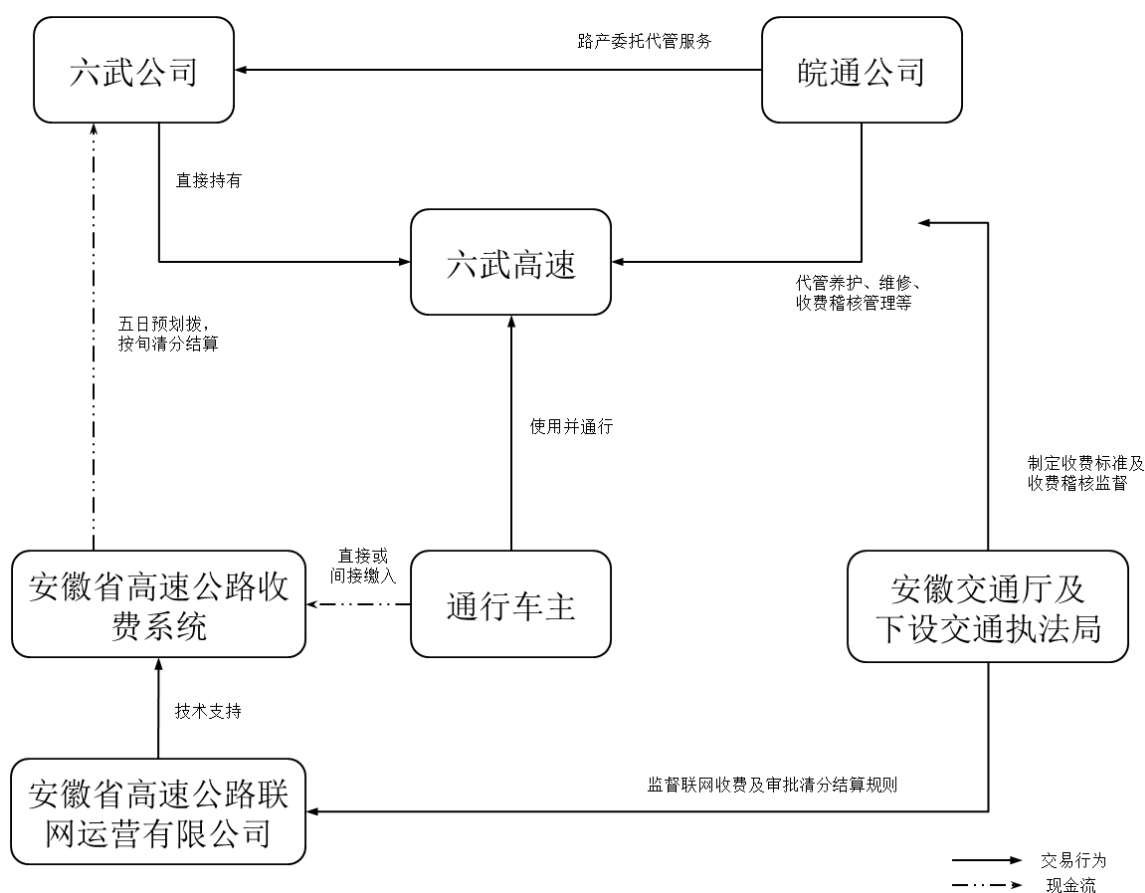 路产委托代管服务
六武公司
皖通公司
直接持有
六武高速
代管养护、维修、
收费稽核管理等
五日预划拨，
按旬清分结算
使用并通行
制定收费标准及
收费稽核监督
直接或
间接缴入
安徽省高速公路收
费系统
通行车主
安徽交通厅及
下设交通执法局
技术支持
安徽省高速公路联
网运营有限公司
监督联网收费及审批清分结算规则
交易行为
现金流